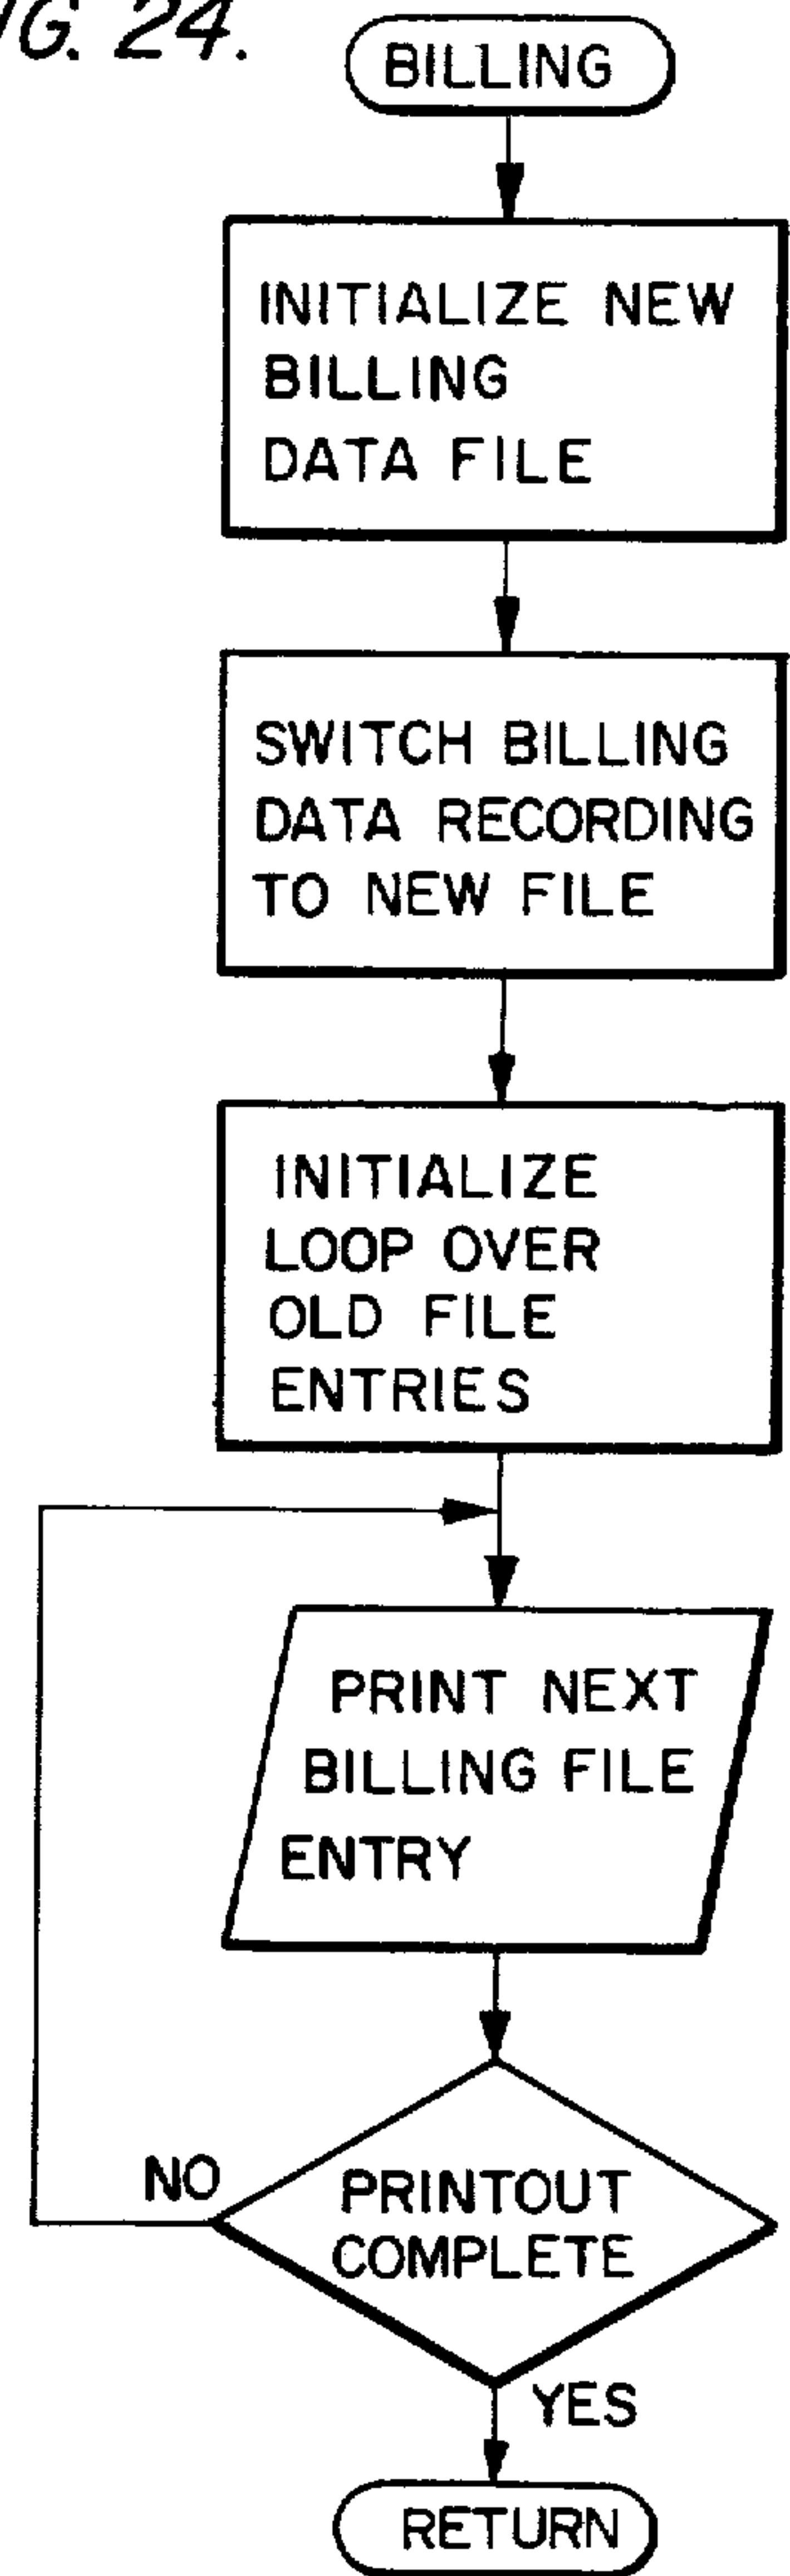 G. 24.
BILLING
INITIALIZE NEW
BILLING
DATA FILE
SWITCH BILLING
DATA RECORDING
TO NEW FILE
INITIALIZE
LOOP OVER
OLD FILE
ENTRIES
PRINT NEXT
BILLING FILE
ENTRY
NO
PRINTOUT
COMPLETE
YES
RETURN